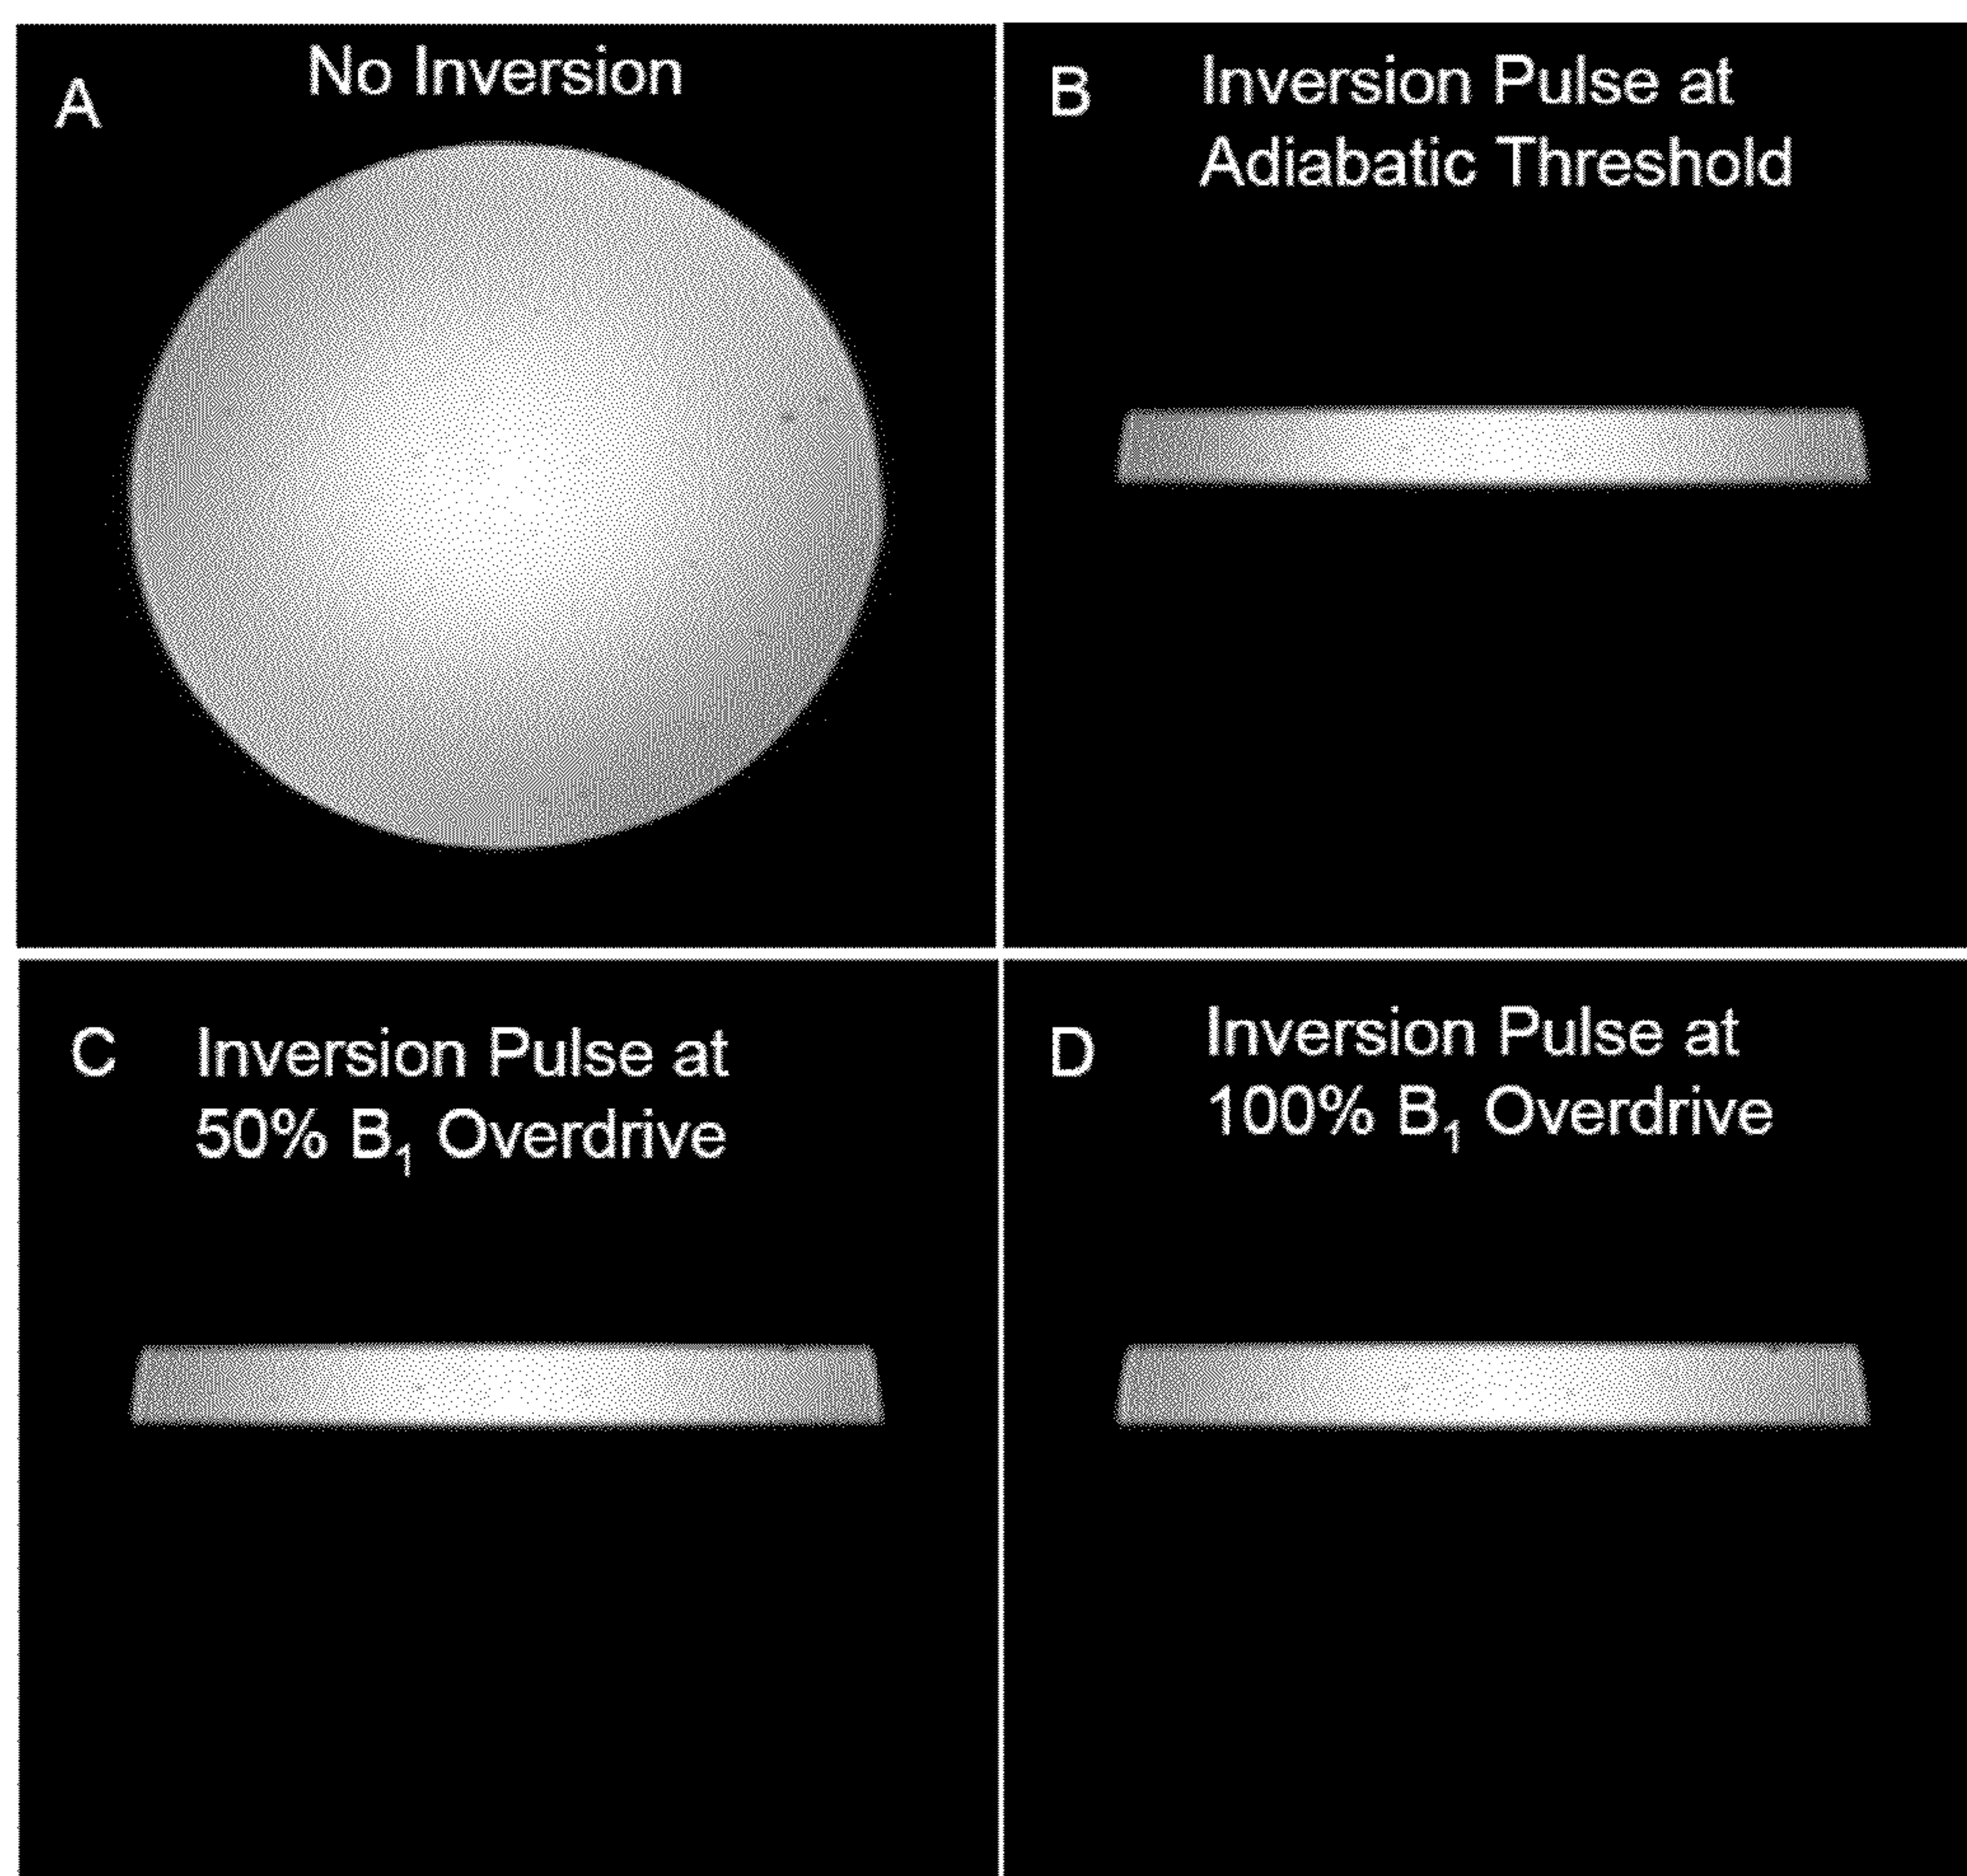 A
No Inversion
B
Inversion Pulse at
Adiabatic Threshold
C
Inversion Pulse at
50% B₁ Overdrive
D
Inversion Pulse at
100% B₁ Overdrive